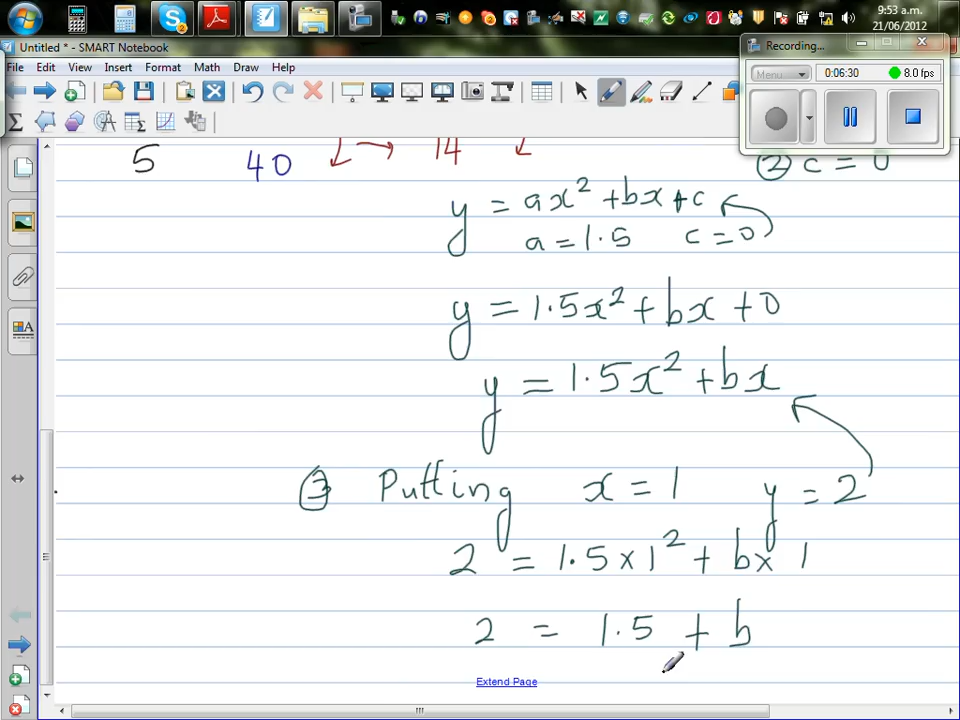 9:53 a.m.
21/06/2012
Untitled * - SMART Notebook
Recording...
File Edit View Insert Format Math Draw Help
Menu 0:06:30 8.0 fps
5 40 14 ② c = 0
y = ax² + bx + c
a = 1.5 c = 0
y = 1.5x² + bx + 0
y = 1.5x² + bx
③ Putting x = 1 y = 2
2 = 1.5 × 1² + b × 1
2 = 1.5 + b
Extend Page